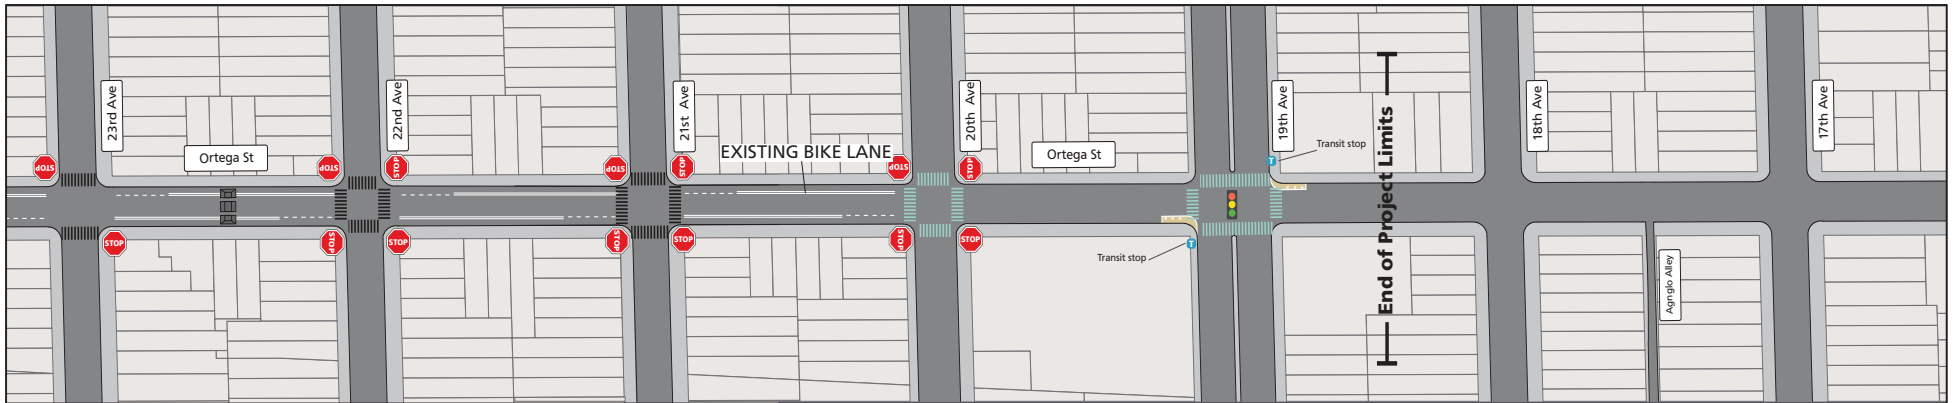 23rd Ave
22nd Ave
21st Ave
20th Ave
19th Ave
18th Ave
17th Ave
Transit stop
Ortega St
EXISTING BIKE LANE
Ortega St
STOP
STOP
STOP
STOP
STOP
STOP
STOP
T
End of Project Limits
STOP
STOP
STOP
STOP
STOP
STOP
STOP
T
Transit stop
Agnglo Alley